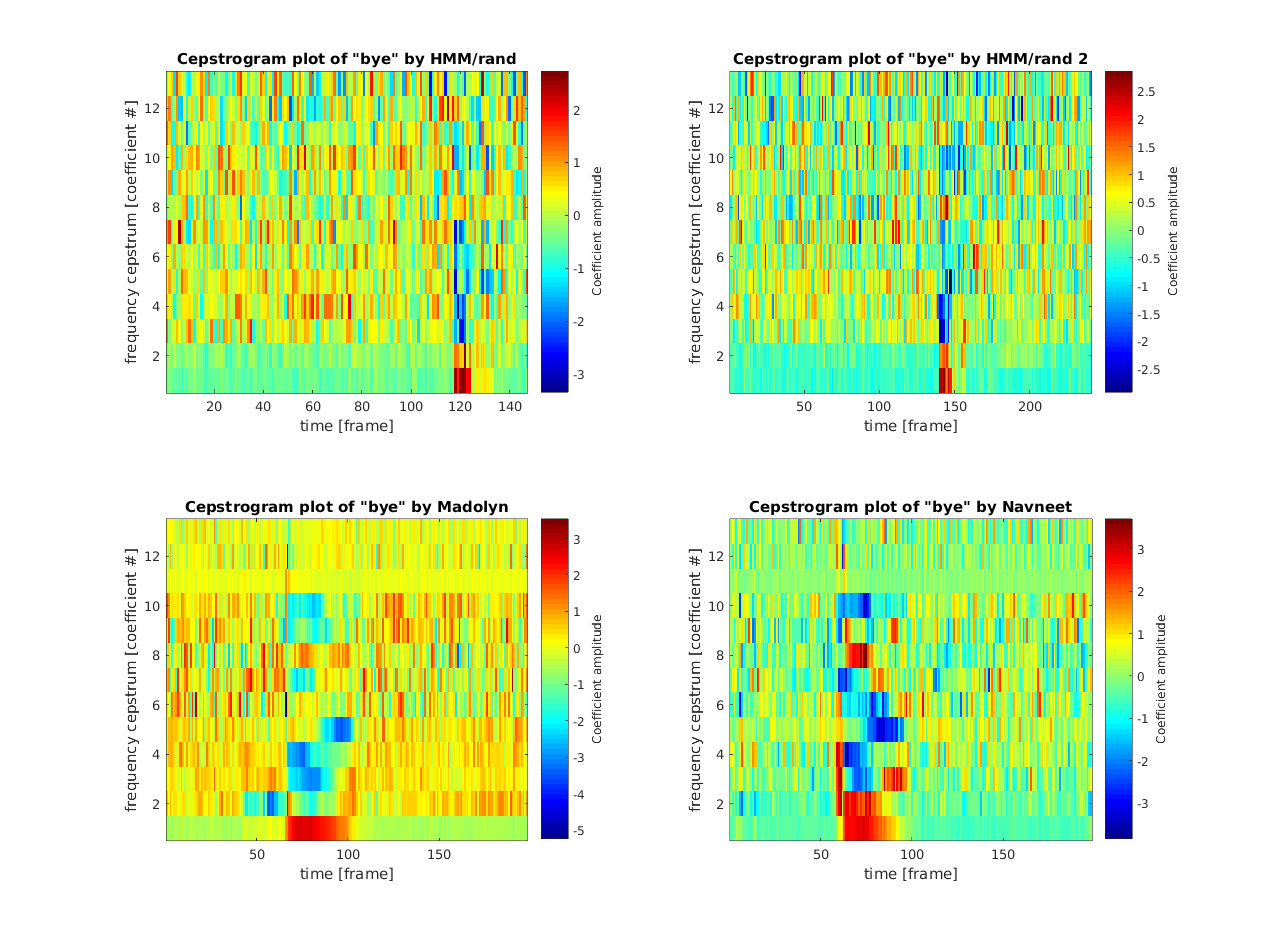 Cepstrogram plot of "bye" by HMM/rand
frequency cepstrum [coefficient #]
12
10
8
6
4
2
20 40 60 80 100 120 140
time [frame]
2
1
0
-1
-2
-3
Coefficient amplitude
Cepstrogram plot of "bye" by HMM/rand 2
frequency cepstrum [coefficient #]
12
10
8
6
4
2
50 100 150 200
time [frame]
2.5
2
1.5
1
0.5
0
-0.5
-1
-1.5
-2
-2.5
Coefficient amplitude
Cepstrogram plot of "bye" by Madolyn
frequency cepstrum [coefficient #]
12
10
8
6
4
2
50 100 150
time [frame]
3
2
1
0
-1
-2
-3
-4
-5
Coefficient amplitude
Cepstrogram plot of "bye" by Navneet
frequency cepstrum [coefficient #]
12
10
8
6
4
2
50 100 150
time [frame]
3
2
1
0
-1
-2
-3
Coefficient amplitude